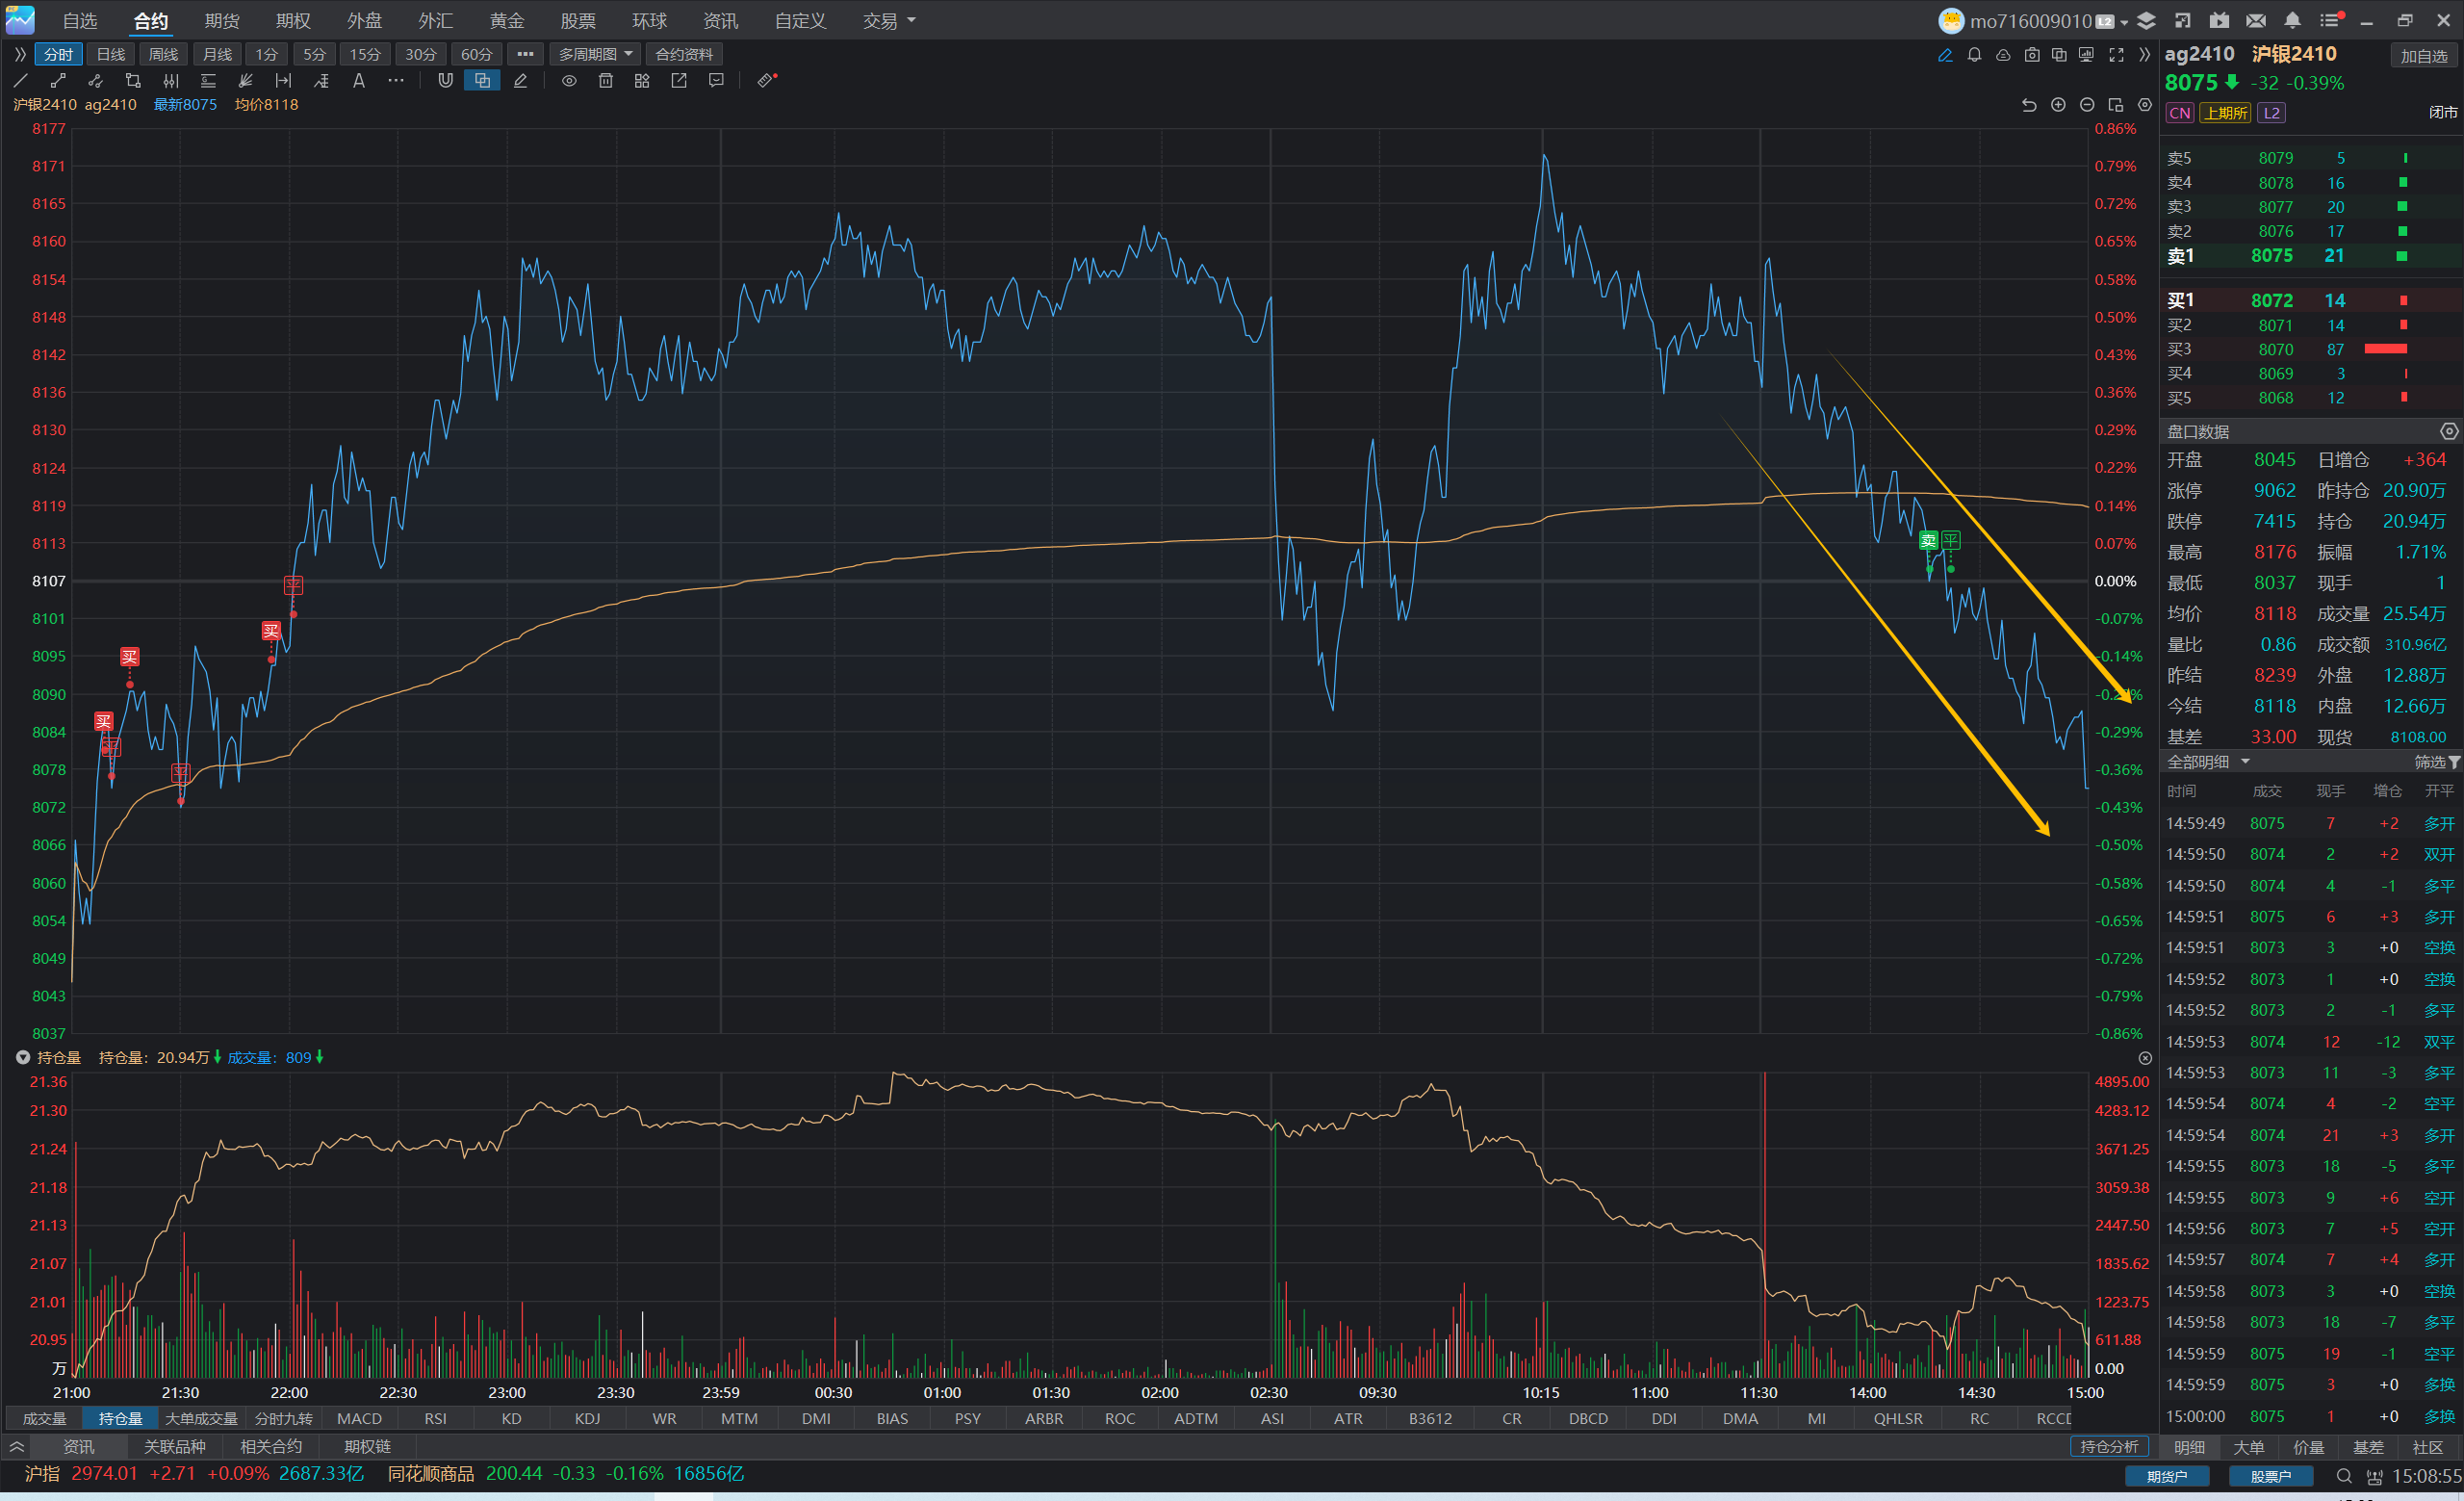 自选 合约 期货 期权 外盘 外汇 黄金 股票 环球 资讯 自定义 交易 mo716009010 L2
分时 日线 周线 月线 1分 5分 15分 30分 60分 ••• 多周期图 合约资料
沪银2410 ag2410 最新8075 均价8118
8177 0.86%
8171 0.79%
8165 0.72%
8160 0.65%
8154 0.58%
8148 0.50%
8142 0.43%
8136 0.36%
8130 0.29%
8124 0.22%
8119 0.14%
8113 0.07%
8107 0.00%
8101 -0.07%
8095 -0.14%
8090
8084 -0.29%
8078 -0.36%
8072 -0.43%
8066 -0.50%
8060 -0.58%
8054 -0.65%
8049 -0.72%
8043 -0.79%
8037 -0.86%
买 平 买 平 买 平 卖 平
持仓量 持仓量：20.94万 成交量：809
21.36 4895.00
21.30 4283.12
21.24 3671.25
21.18 3059.38
21.13 2447.50
21.07 1835.62
21.01 1223.75
20.95 611.88
万 0.00
21:00 21:30 22:00 22:30 23:00 23:30 23:59 00:30 01:00 01:30 02:00 02:30 09:30 10:15 11:00 11:30 14:00 14:30 15:00
成交量 持仓量 大单成交量 分时九转 MACD RSI KD KDJ WR MTM DMI BIAS PSY ARBR ROC ADTM ASI ATR B3612 CR DBCD DDI DMA MI QHLSR RC RCCD
资讯 关联品种 相关合约 期权链 持仓分析
沪指 2974.01 +2.71 +0.09% 2687.33亿 同花顺商品 200.44 -0.33 -0.16% 16856亿
ag2410 沪银2410 加自选
8075 -32 -0.39%
CN 上期所 L2 闭市
卖5 8079 5
卖4 8078 16
卖3 8077 20
卖2 8076 17
卖1 8075 21
买1 8072 14
买2 8071 14
买3 8070 87
买4 8069 3
买5 8068 12
盘口数据
开盘 8045 日增仓 +364
涨停 9062 昨持仓 20.90万
跌停 7415 持仓 20.94万
最高 8176 振幅 1.71%
最低 8037 现手 1
均价 8118 成交量 25.54万
量比 0.86 成交额 310.96亿
昨结 8239 外盘 12.88万
今结 8118 内盘 12.66万
基差 33.00 现货 8108.00
全部明细 筛选
时间 成交 现手 增仓 开平
14:59:49 8075 7 +2 多开
14:59:50 8074 2 +2 双开
14:59:50 8074 4 -1 多平
14:59:51 8075 6 +3 多开
14:59:51 8073 3 +0 空换
14:59:52 8073 1 +0 空换
14:59:52 8073 2 -1 多平
14:59:53 8074 12 -12 双平
14:59:53 8073 11 -3 多平
14:59:54 8074 4 -2 空平
14:59:54 8074 21 +3 多开
14:59:55 8073 18 -5 多平
14:59:55 8073 9 +6 空开
14:59:56 8073 7 +5 空开
14:59:57 8074 7 +4 多开
14:59:58 8073 3 +0 空换
14:59:58 8073 18 -7 多平
14:59:59 8075 19 -1 空平
14:59:59 8075 3 +0 多换
15:00:00 8075 1 +0 多换
明细 大单 价量 基差 社区
期货户 股票户 15:08:55